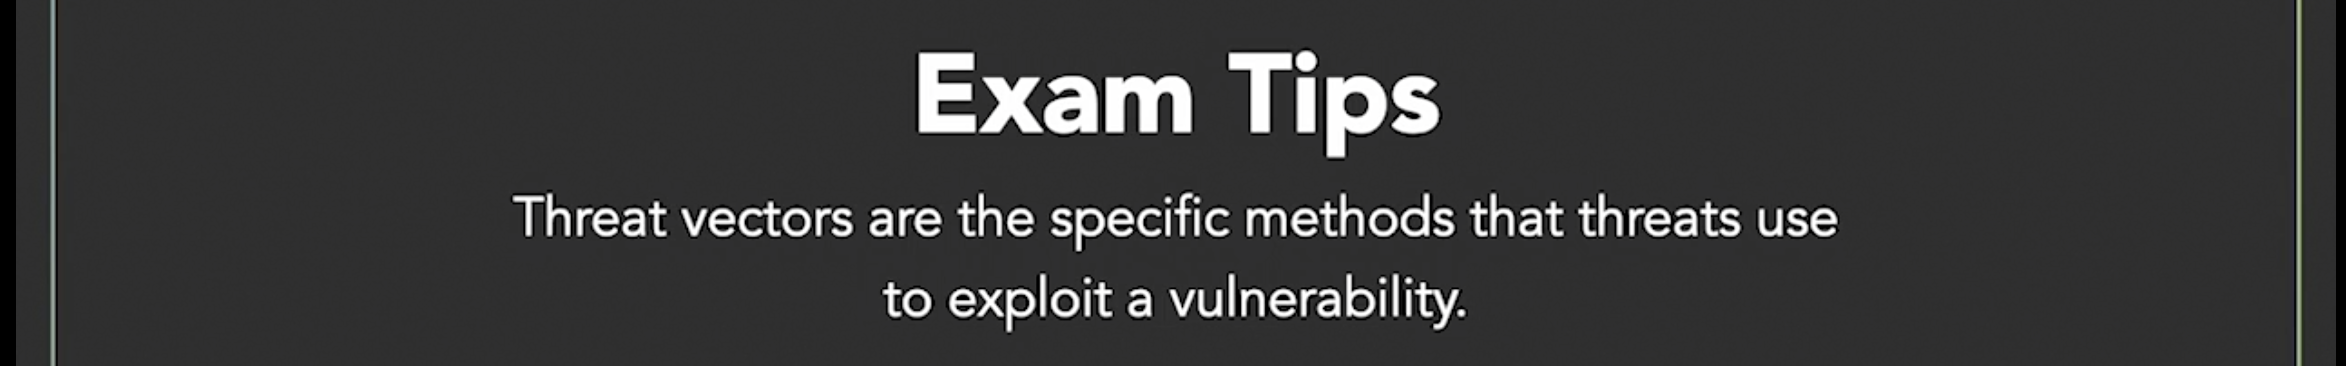 Exam Tips
Threat vectors are the specific methods that threats use
to exploit a vulnerability.